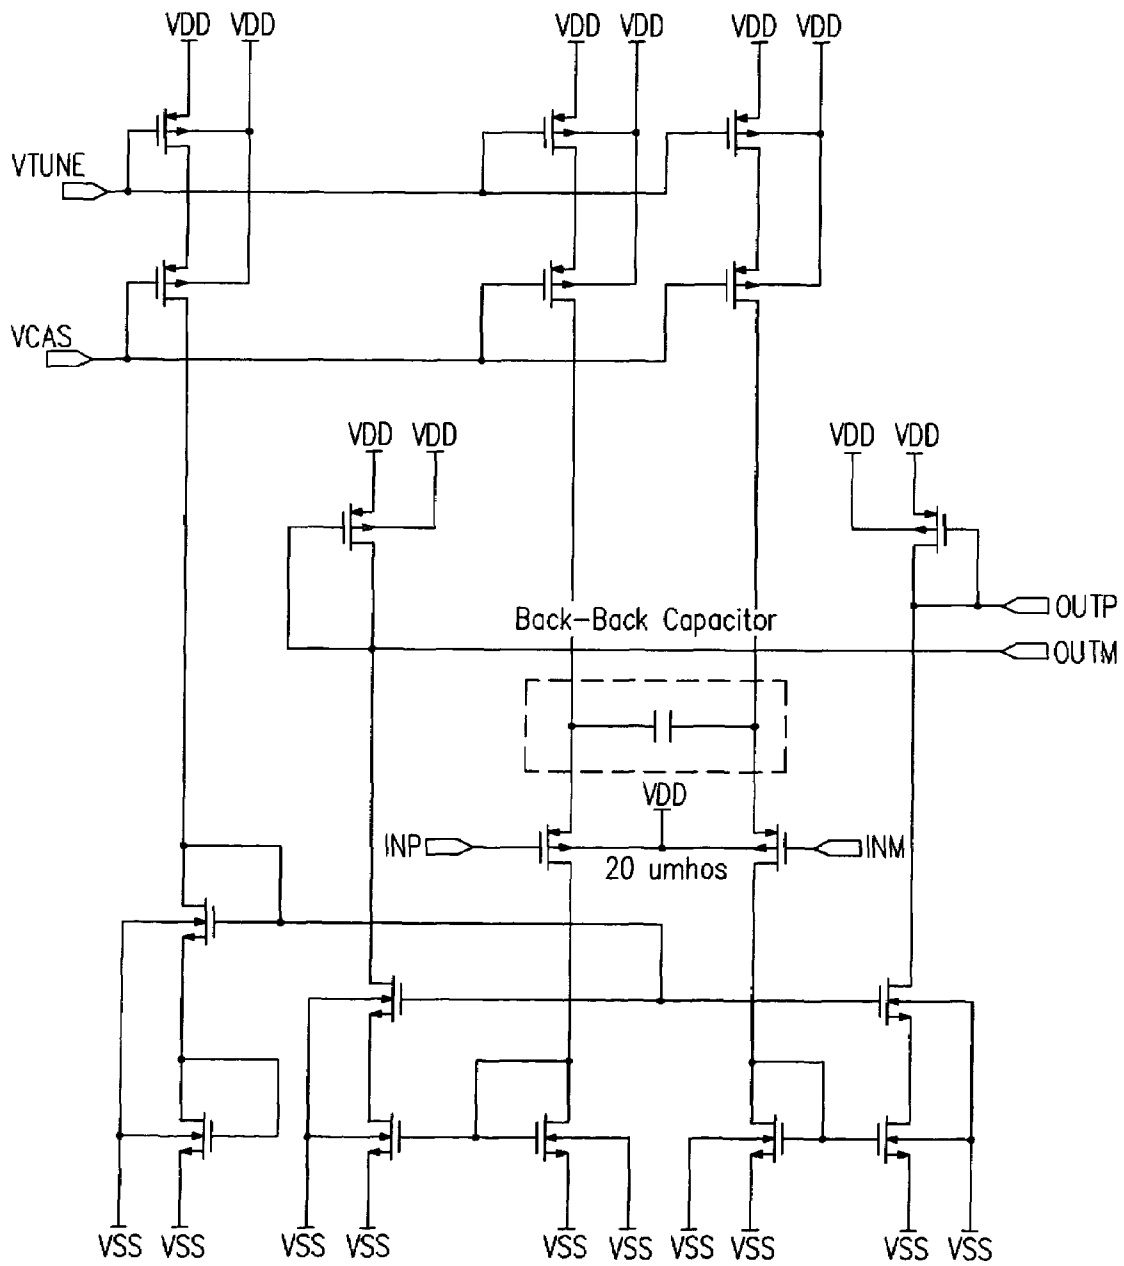 VDD VDD VDD VDD VDD VDD
VTUNE
VCAS
VDD VDD VDD VDD
Back-Back Capacitor
OUTP
OUTM
VDD
INP
INM
20 umhos
VSS VSS VSS VSS VSS VSS VSS VSS VSS VSS